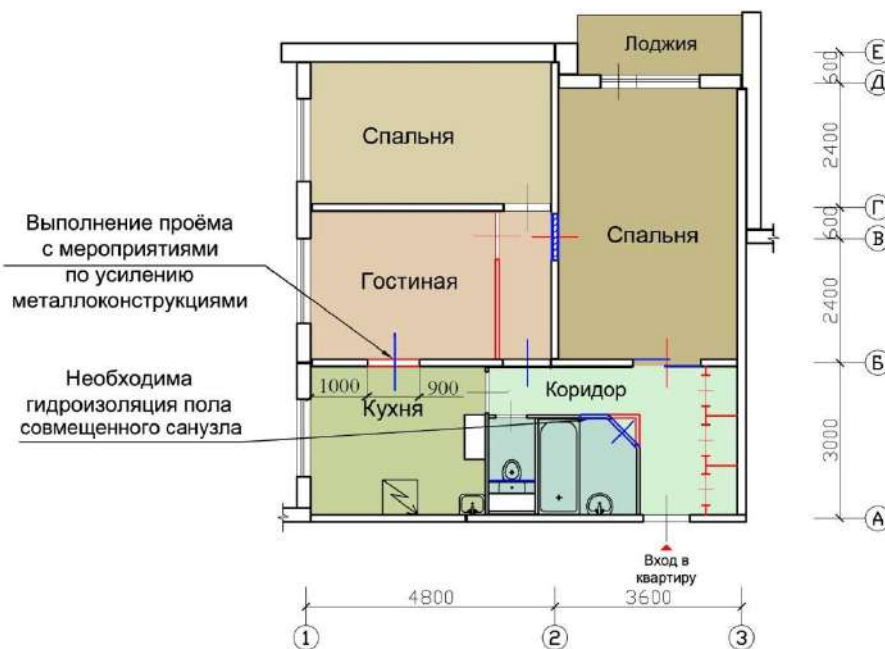 Лоджия
Спальня
Спальня
Гостиная
Выполнение проёма
с мероприятиями
по усилению
металлоконструкциями
Необходима
гидроизоляция пола
совмещенного санузла
1000
900
Кухня
Коридор
Вход в
квартиру
4800
3600
1
2
3
Е
600
Д
2400
Г
600
В
2400
Б
3000
А